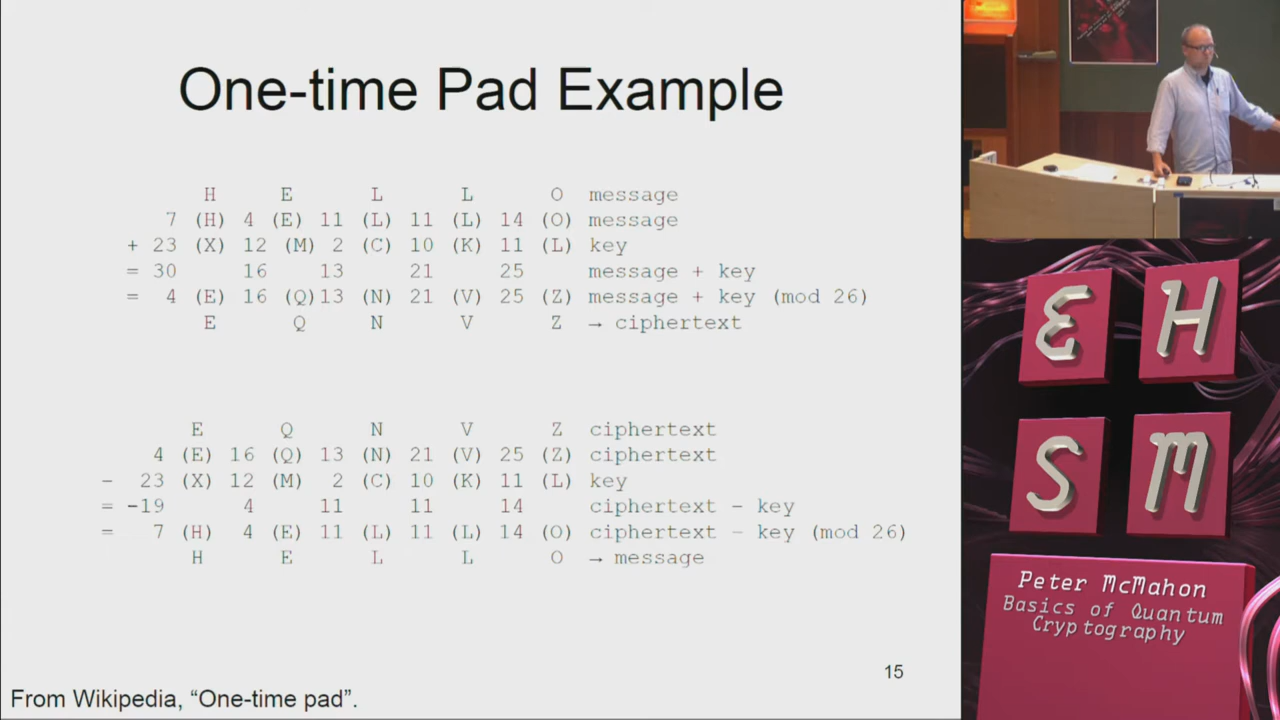 One-time Pad Example
H E L L O message
7 (H) 4 (E) 11 (L) 11 (L) 14 (O) message
+ 23 (X) 12 (M) 2 (C) 10 (K) 11 (L) key
= 30 16 13 21 25 message + key
= 4 (E) 16 (Q)13 (N) 21 (V) 25 (Z) message + key (mod 26)
E Q N V Z → ciphertext
E Q N V Z ciphertext
4 (E) 16 (Q) 13 (N) 21 (V) 25 (Z) ciphertext
- 23 (X) 12 (M) 2 (C) 10 (K) 11 (L) key
= -19 4 11 11 14 ciphertext - key
= 7 (H) 4 (E) 11 (L) 11 (L) 14 (O) ciphertext - key (mod 26)
H E L L O → message
15
From Wikipedia, “One-time pad”.
E H
S M
Peter McMahon
Basics of Quantum
Cryptography